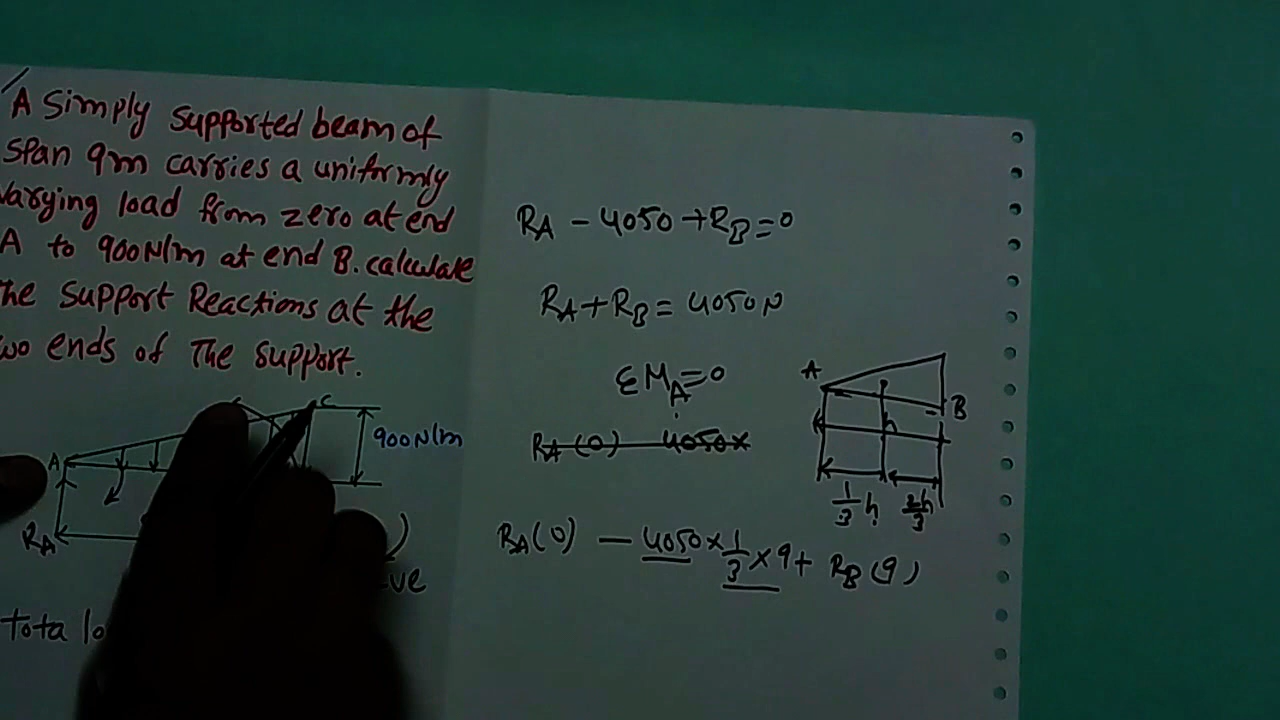 A Simply supported beam of
span 9m carries a uniformly
varying load from zero at end
A to 900N/m at end B. calculate
The Support Reactions at the
two ends of The support.
C
900N/m
A
RA
ve
Tota lo
RA - 4050 + RB = 0
RA + RB = 4050N
ΣMA = 0
RA(0) 4050x
RA(0) - 4050 × 1/3 × 9 + RB(9)
A
B
h
1/3 h
2h/3